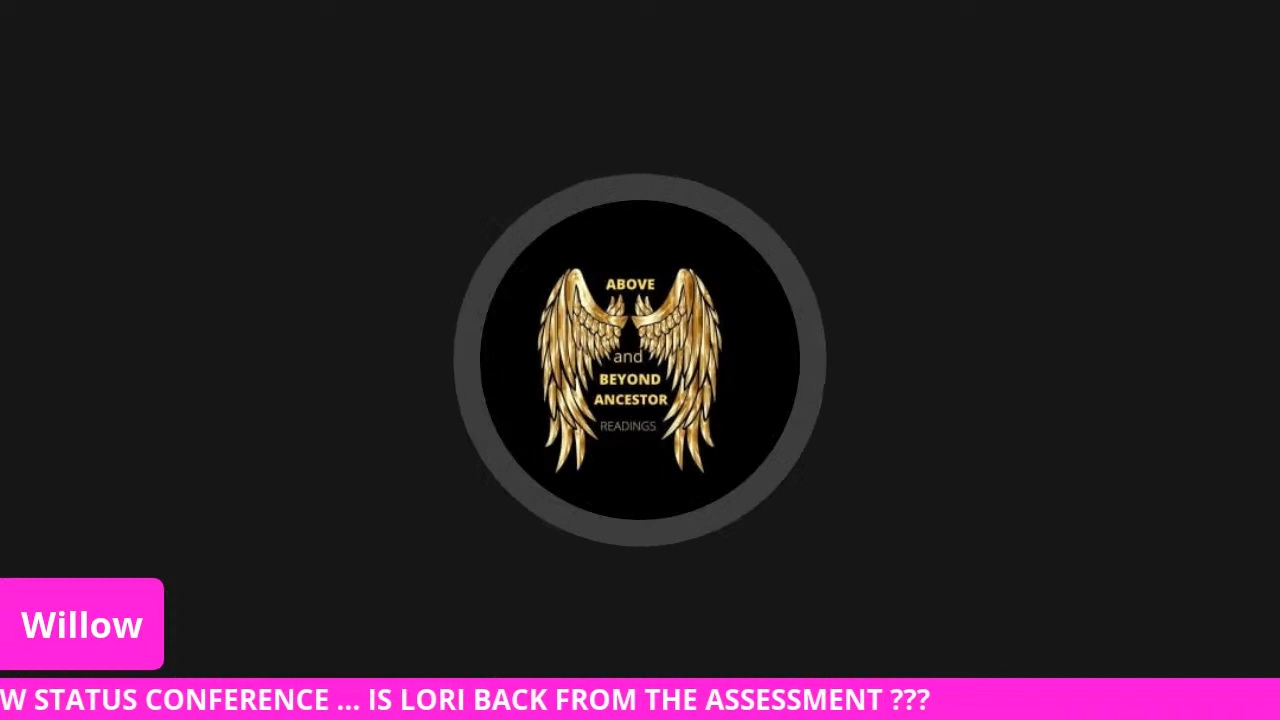 ABOVE
and
BEYOND
ANCESTOR
READINGS
Willow
W STATUS CONFERENCE ... IS LORI BACK FROM THE ASSESSMENT ???